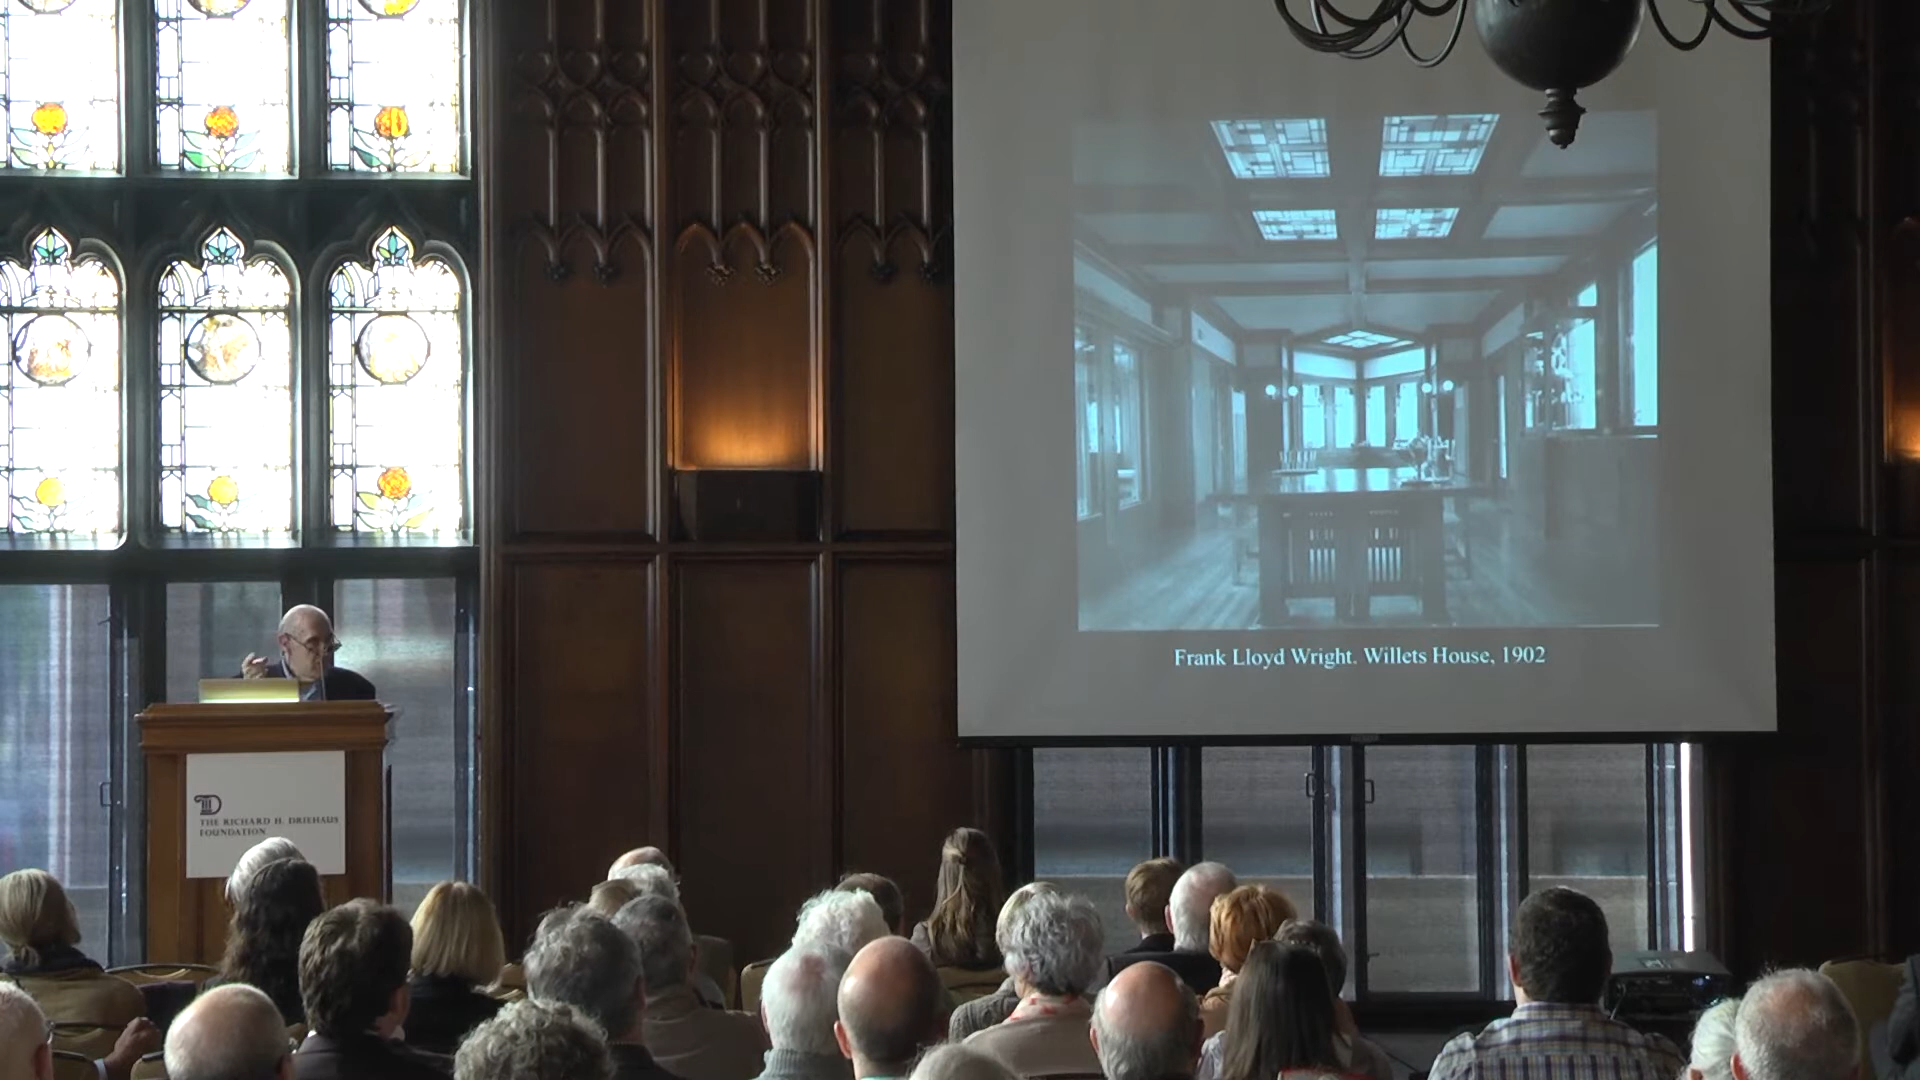 Frank Lloyd Wright. Willets House, 1902
THE RICHARD H. DRIEHAUS
FOUNDATION